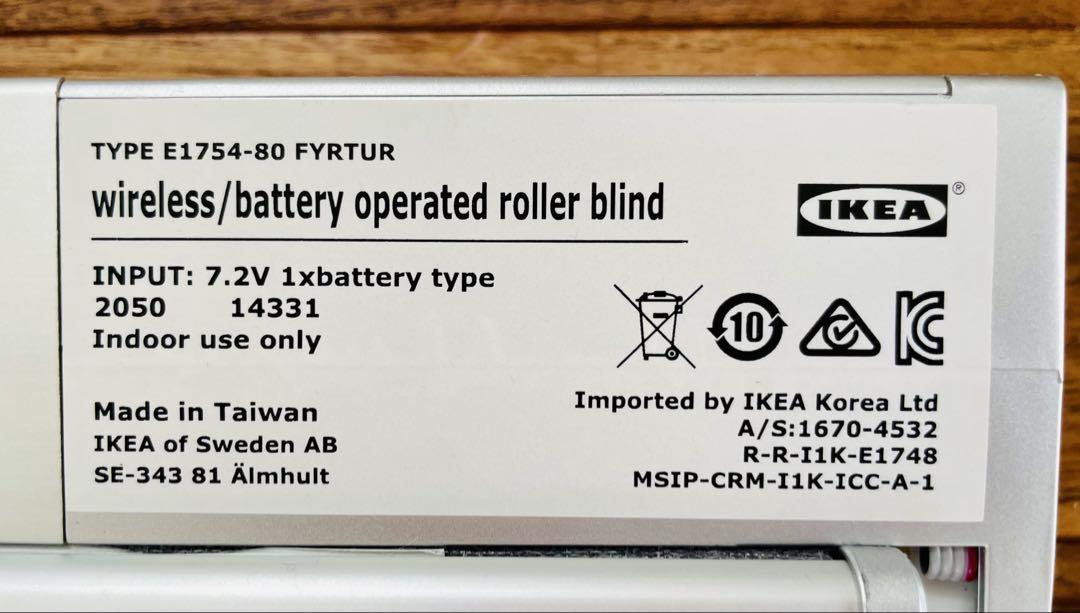 TYPE E1754-80 FYRTUR
wireless/battery operated roller blind
IKEA®
INPUT: 7.2V 1xbattery type
2050 14331
Indoor use only
10
Made in Taiwan
IKEA of Sweden AB
SE-343 81 Älmhult
Imported by IKEA Korea Ltd
A/S:1670-4532
R-R-I1K-E1748
MSIP-CRM-I1K-ICC-A-1